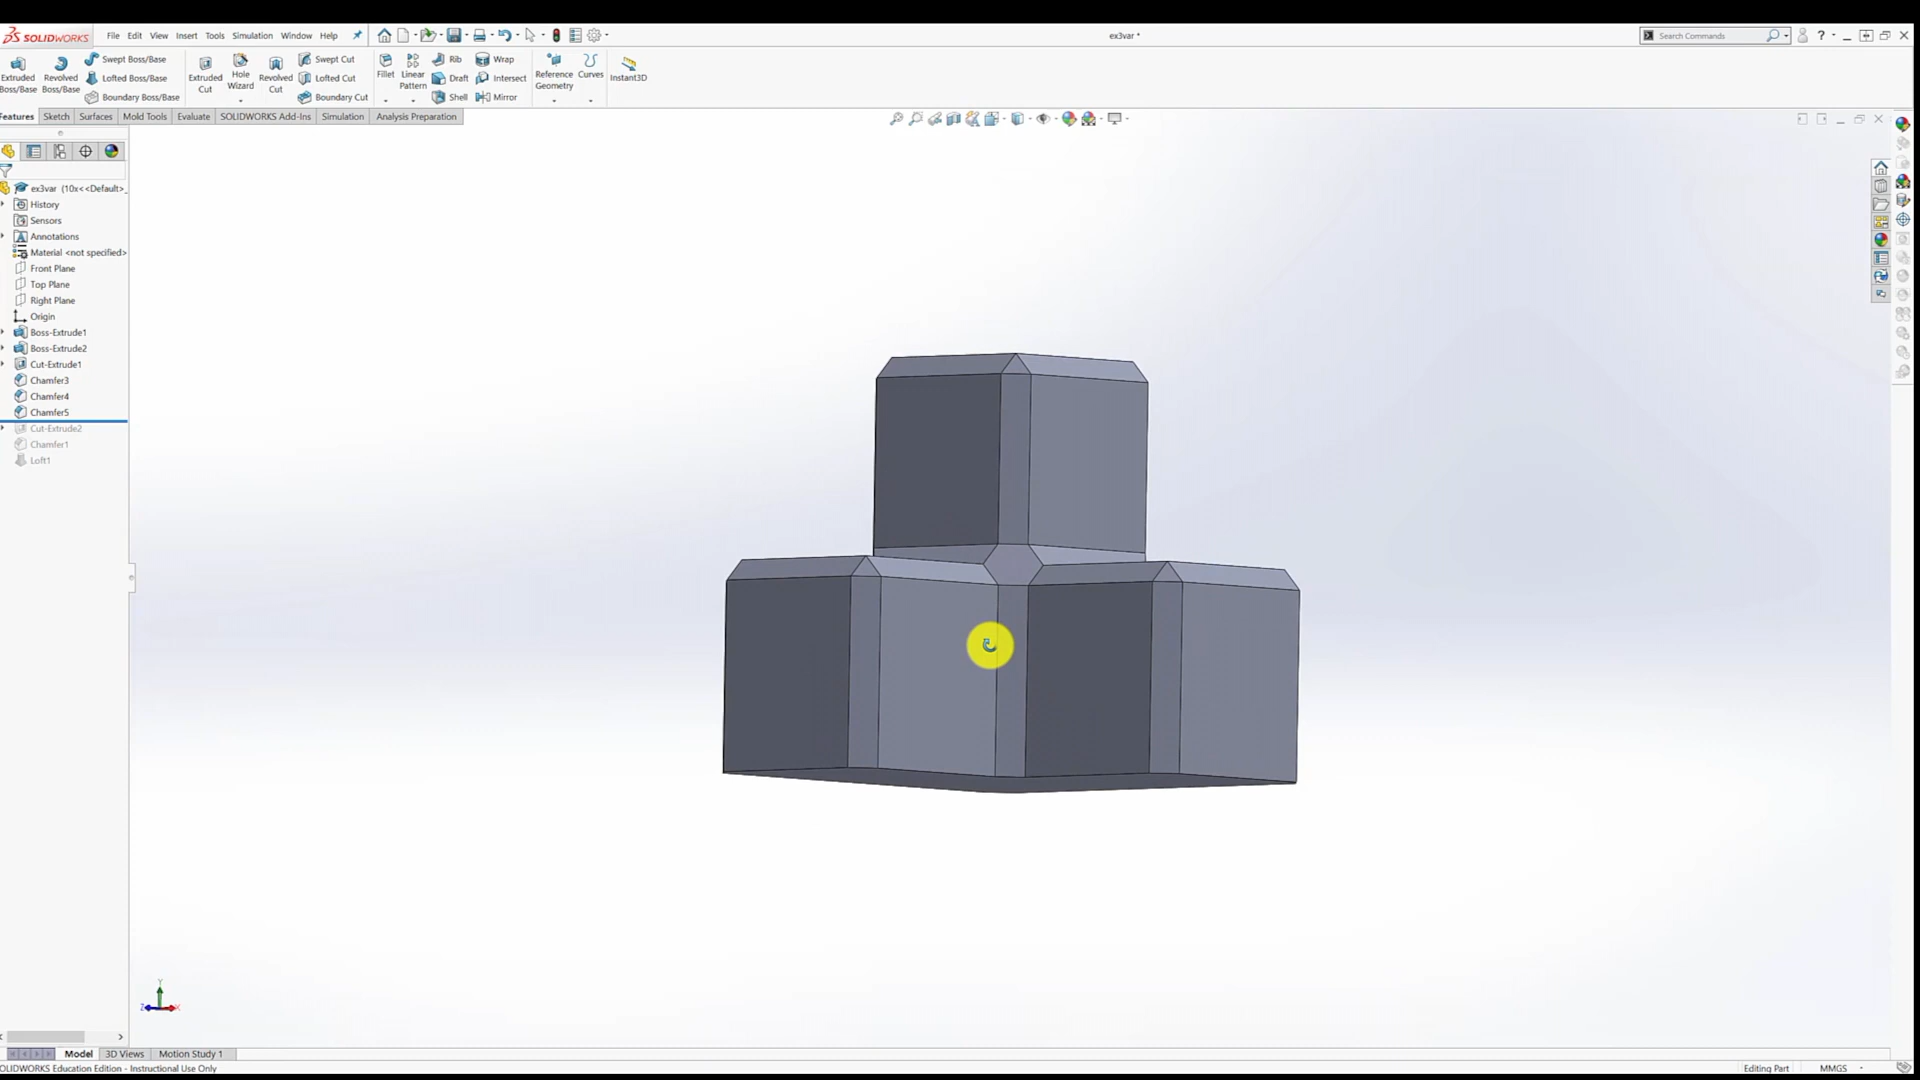 SOLIDWORKS File Edit View Insert Tools Simulation Window Help ex3var * Search Commands ?
Extruded Boss/Base Revolved Boss/Base Swept Boss/Base Lofted Boss/Base Boundary Boss/Base Extruded Cut Hole Wizard Revolved Cut Swept Cut Lofted Cut Boundary Cut Fillet Linear Pattern Rib Draft Shell Wrap Intersect Mirror Reference Geometry Curves Instant3D
Features Sketch Surfaces Mold Tools Evaluate SOLIDWORKS Add-Ins Simulation Analysis Preparation
ex3var (10x<<Default>_
History
Sensors
Annotations
Material <not specified>
Front Plane
Top Plane
Right Plane
Origin
Boss-Extrude1
Boss-Extrude2
Cut-Extrude1
Chamfer3
Chamfer4
Chamfer5
Cut-Extrude2
Chamfer1
Loft1
Y
Z X
Model 3D Views Motion Study 1
OLIDWORKS Education Edition - Instructional Use Only Editing Part MMGS